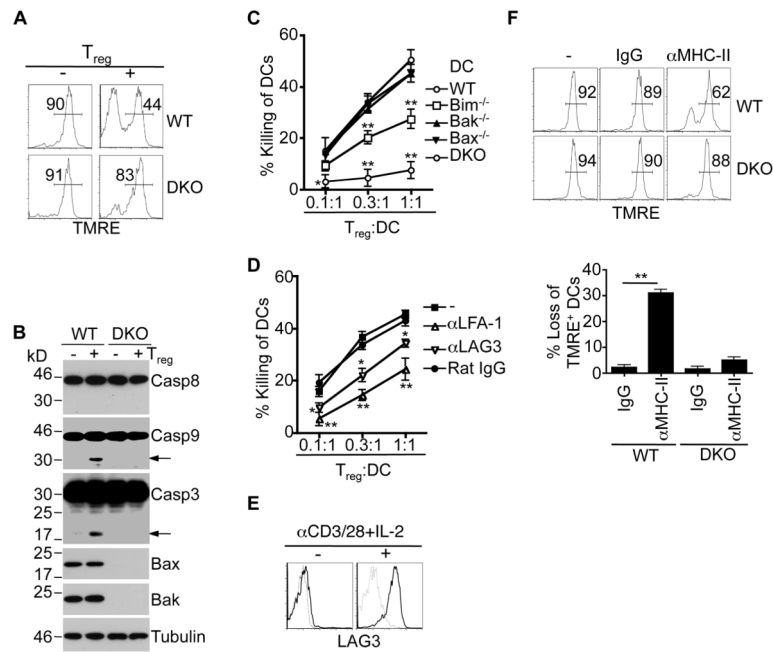 A
T reg
- +
90 44 WT
91 83 DKO
TMRE
B
WT DKO
kD - + - + T reg
46 Casp8
30
46 Casp9
30
30 Casp3
25
17
25 Bax
17
25 Bak
46 Tubulin
C
% Killing of DCs
60
40
20
0
DC
WT
Bim-/-
Bak-/-
Bax-/-
DKO
** ** ** ** *
0.1:1 0.3:1 1:1
T reg:DC
D
% Killing of DCs
60
40
20
0
-
αLFA-1
αLAG3
Rat IgG
* * * ** ** **
0.1:1 0.3:1 1:1
T reg:DC
E
αCD3/28+IL-2
- +
LAG3
F
- IgG αMHC-II
92 89 62 WT
94 90 88 DKO
TMRE
% Loss of
TMRE+ DCs
40
30
20
10
0
**
IgG αMHC-II IgG αMHC-II
WT DKO